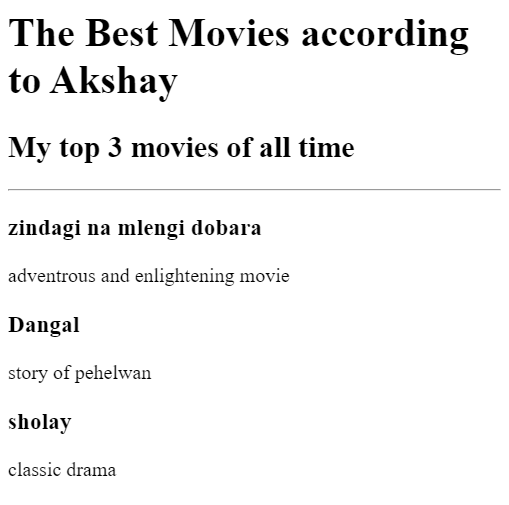 The Best Movies according
to Akshay
My top 3 movies of all time
zindagi na mlengi dobara
adventrous and enlightening movie
Dangal
story of pehelwan
sholay
classic drama